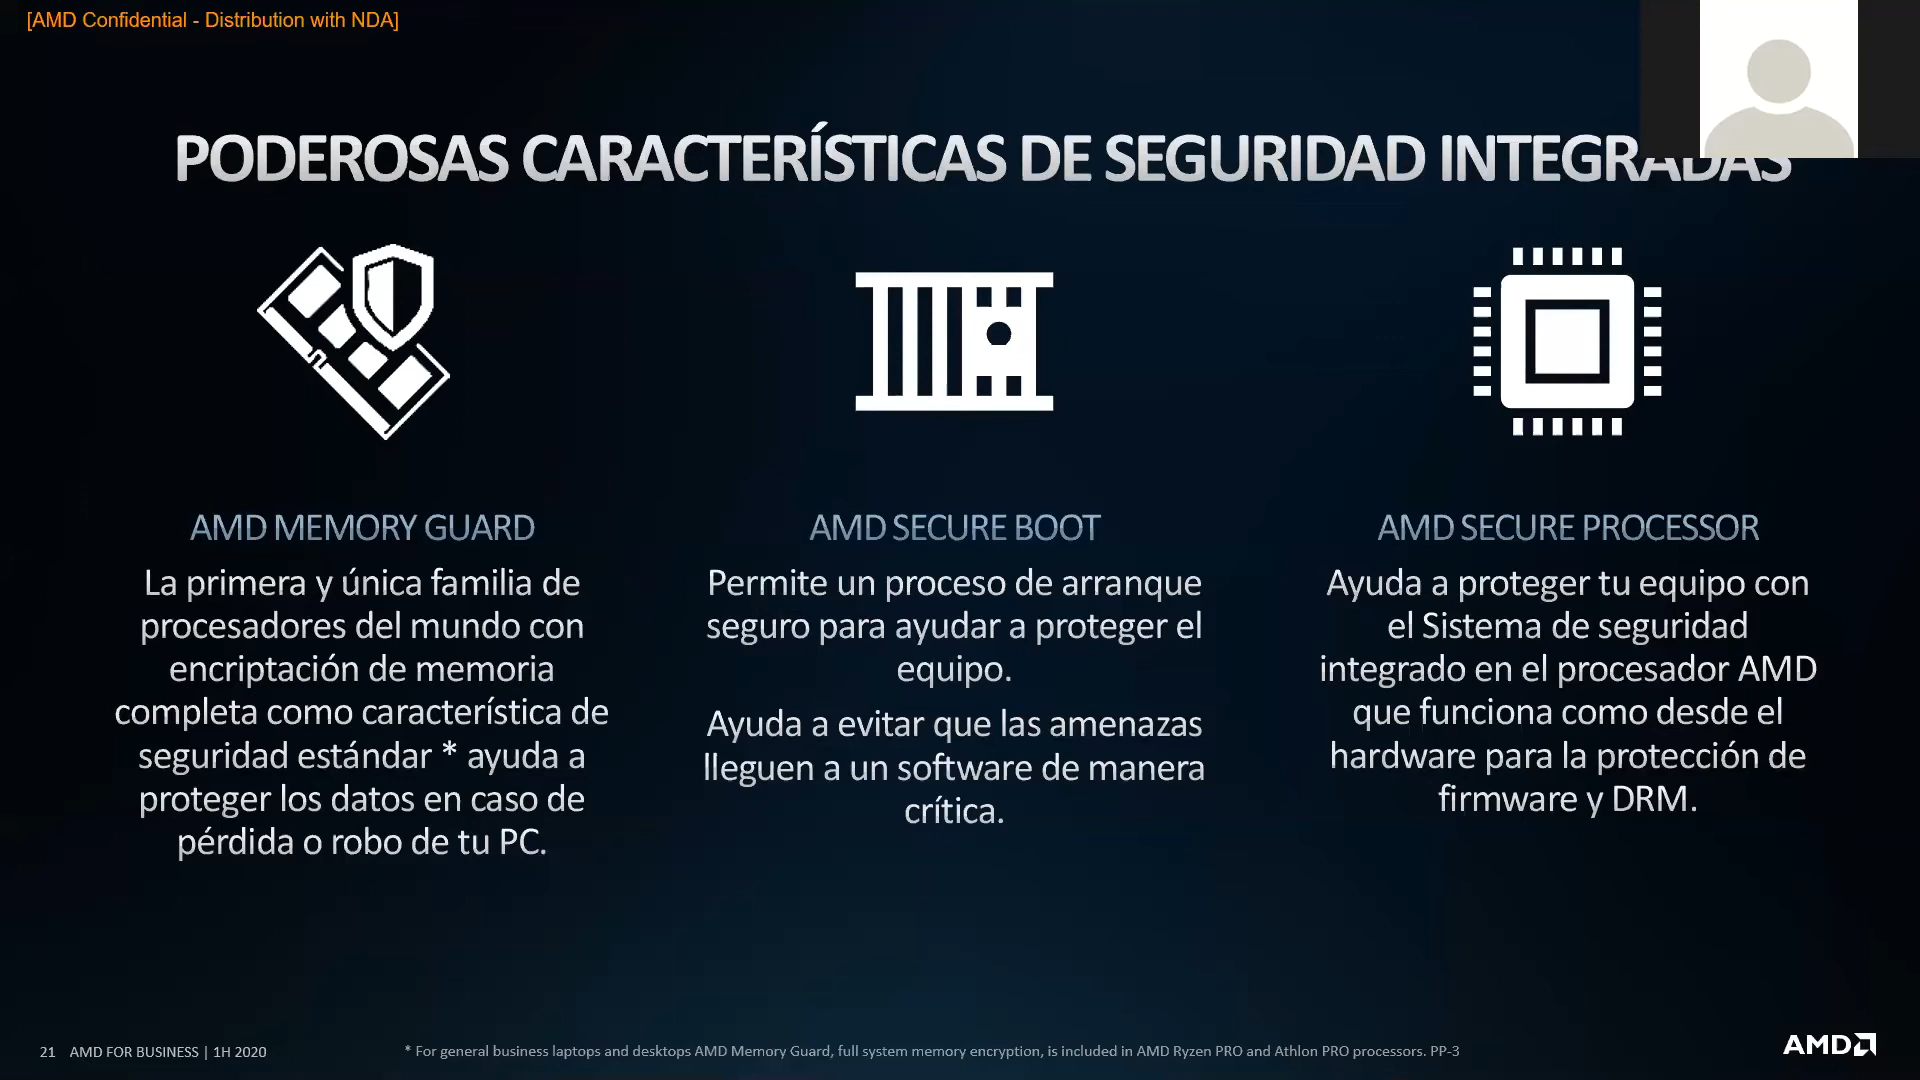 [AMD Confidential - Distribution with NDA]
PODEROSAS CARACTERÍSTICAS DE SEGURIDAD INTEGRADAS
AMD MEMORY GUARD
La primera y única familia de
procesadores del mundo con
encriptación de memoria
completa como característica de
seguridad estándar * ayuda a
proteger los datos en caso de
pérdida o robo de tu PC.
AMD SECURE BOOT
Permite un proceso de arranque
seguro para ayudar a proteger el
equipo.
Ayuda a evitar que las amenazas
lleguen a un software de manera
crítica.
AMD SECURE PROCESSOR
Ayuda a proteger tu equipo con
el Sistema de seguridad
integrado en el procesador AMD
que funciona como desde el
hardware para la protección de
firmware y DRM.
21 AMD FOR BUSINESS | 1H 2020
* For general business laptops and desktops AMD Memory Guard, full system memory encryption, is included in AMD Ryzen PRO and Athlon PRO processors. PP-3
AMD